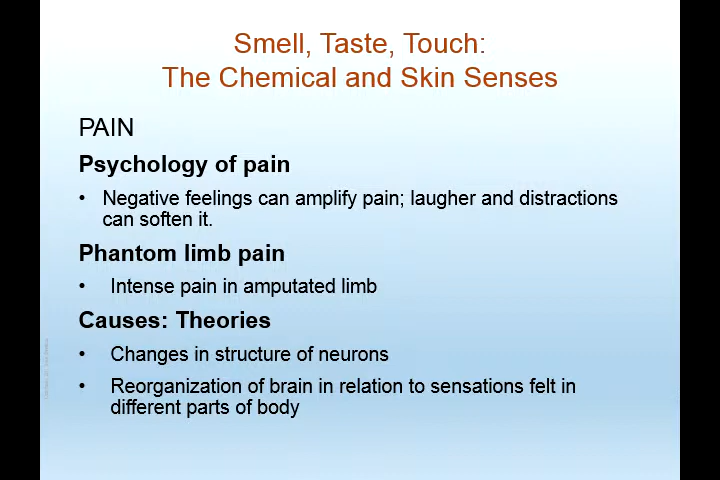 Smell, Taste, Touch:
The Chemical and Skin Senses
PAIN
Psychology of pain
• Negative feelings can amplify pain; laugher and distractions
can soften it.
Phantom limb pain
• Intense pain in amputated limb
Causes: Theories
• Changes in structure of neurons
• Reorganization of brain in relation to sensations felt in
different parts of body